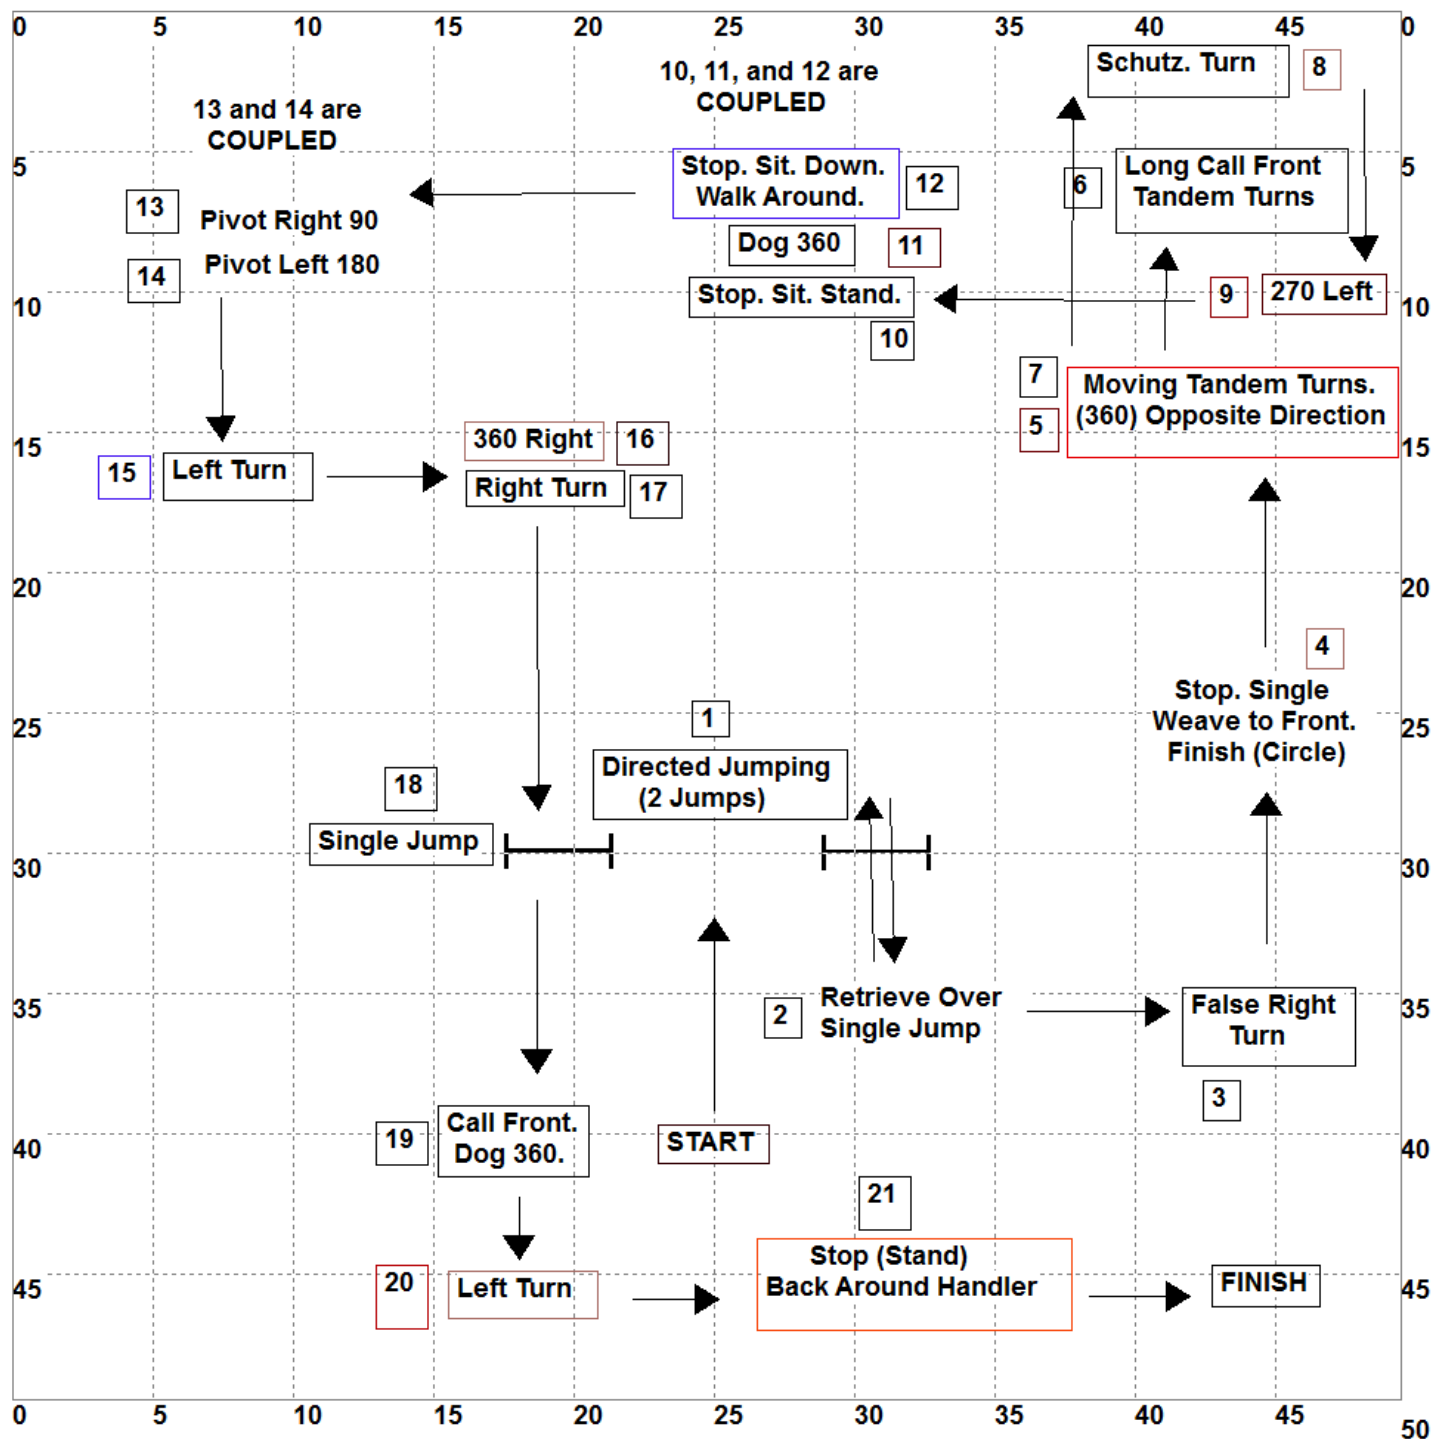 0 5 10 15 20 25 30 35 40 45 0
Schutz. Turn 8
10, 11, and 12 are
COUPLED
13 and 14 are
COUPLED
5 5
Stop. Sit. Down.
Walk Around.
12
6
Long Call Front
Tandem Turns
13
Pivot Right 90
Dog 360
11
14
Pivot Left 180
Stop. Sit. Stand.
10
9
270 Left
10 10
7
5
Moving Tandem Turns.
(360) Opposite Direction
15 15
15
Left Turn
360 Right
16
Right Turn
17
20 20
4
Stop. Single
Weave to Front.
Finish (Circle)
25 25
1
Directed Jumping
(2 Jumps)
18
Single Jump
30 30
2
Retrieve Over
Single Jump
False Right
Turn
35 35
3
19
Call Front.
Dog 360.
START
40 40
21
Stop (Stand)
Back Around Handler
20
Left Turn
FINISH
45 45
0 5 10 15 20 25 30 35 40 45 50